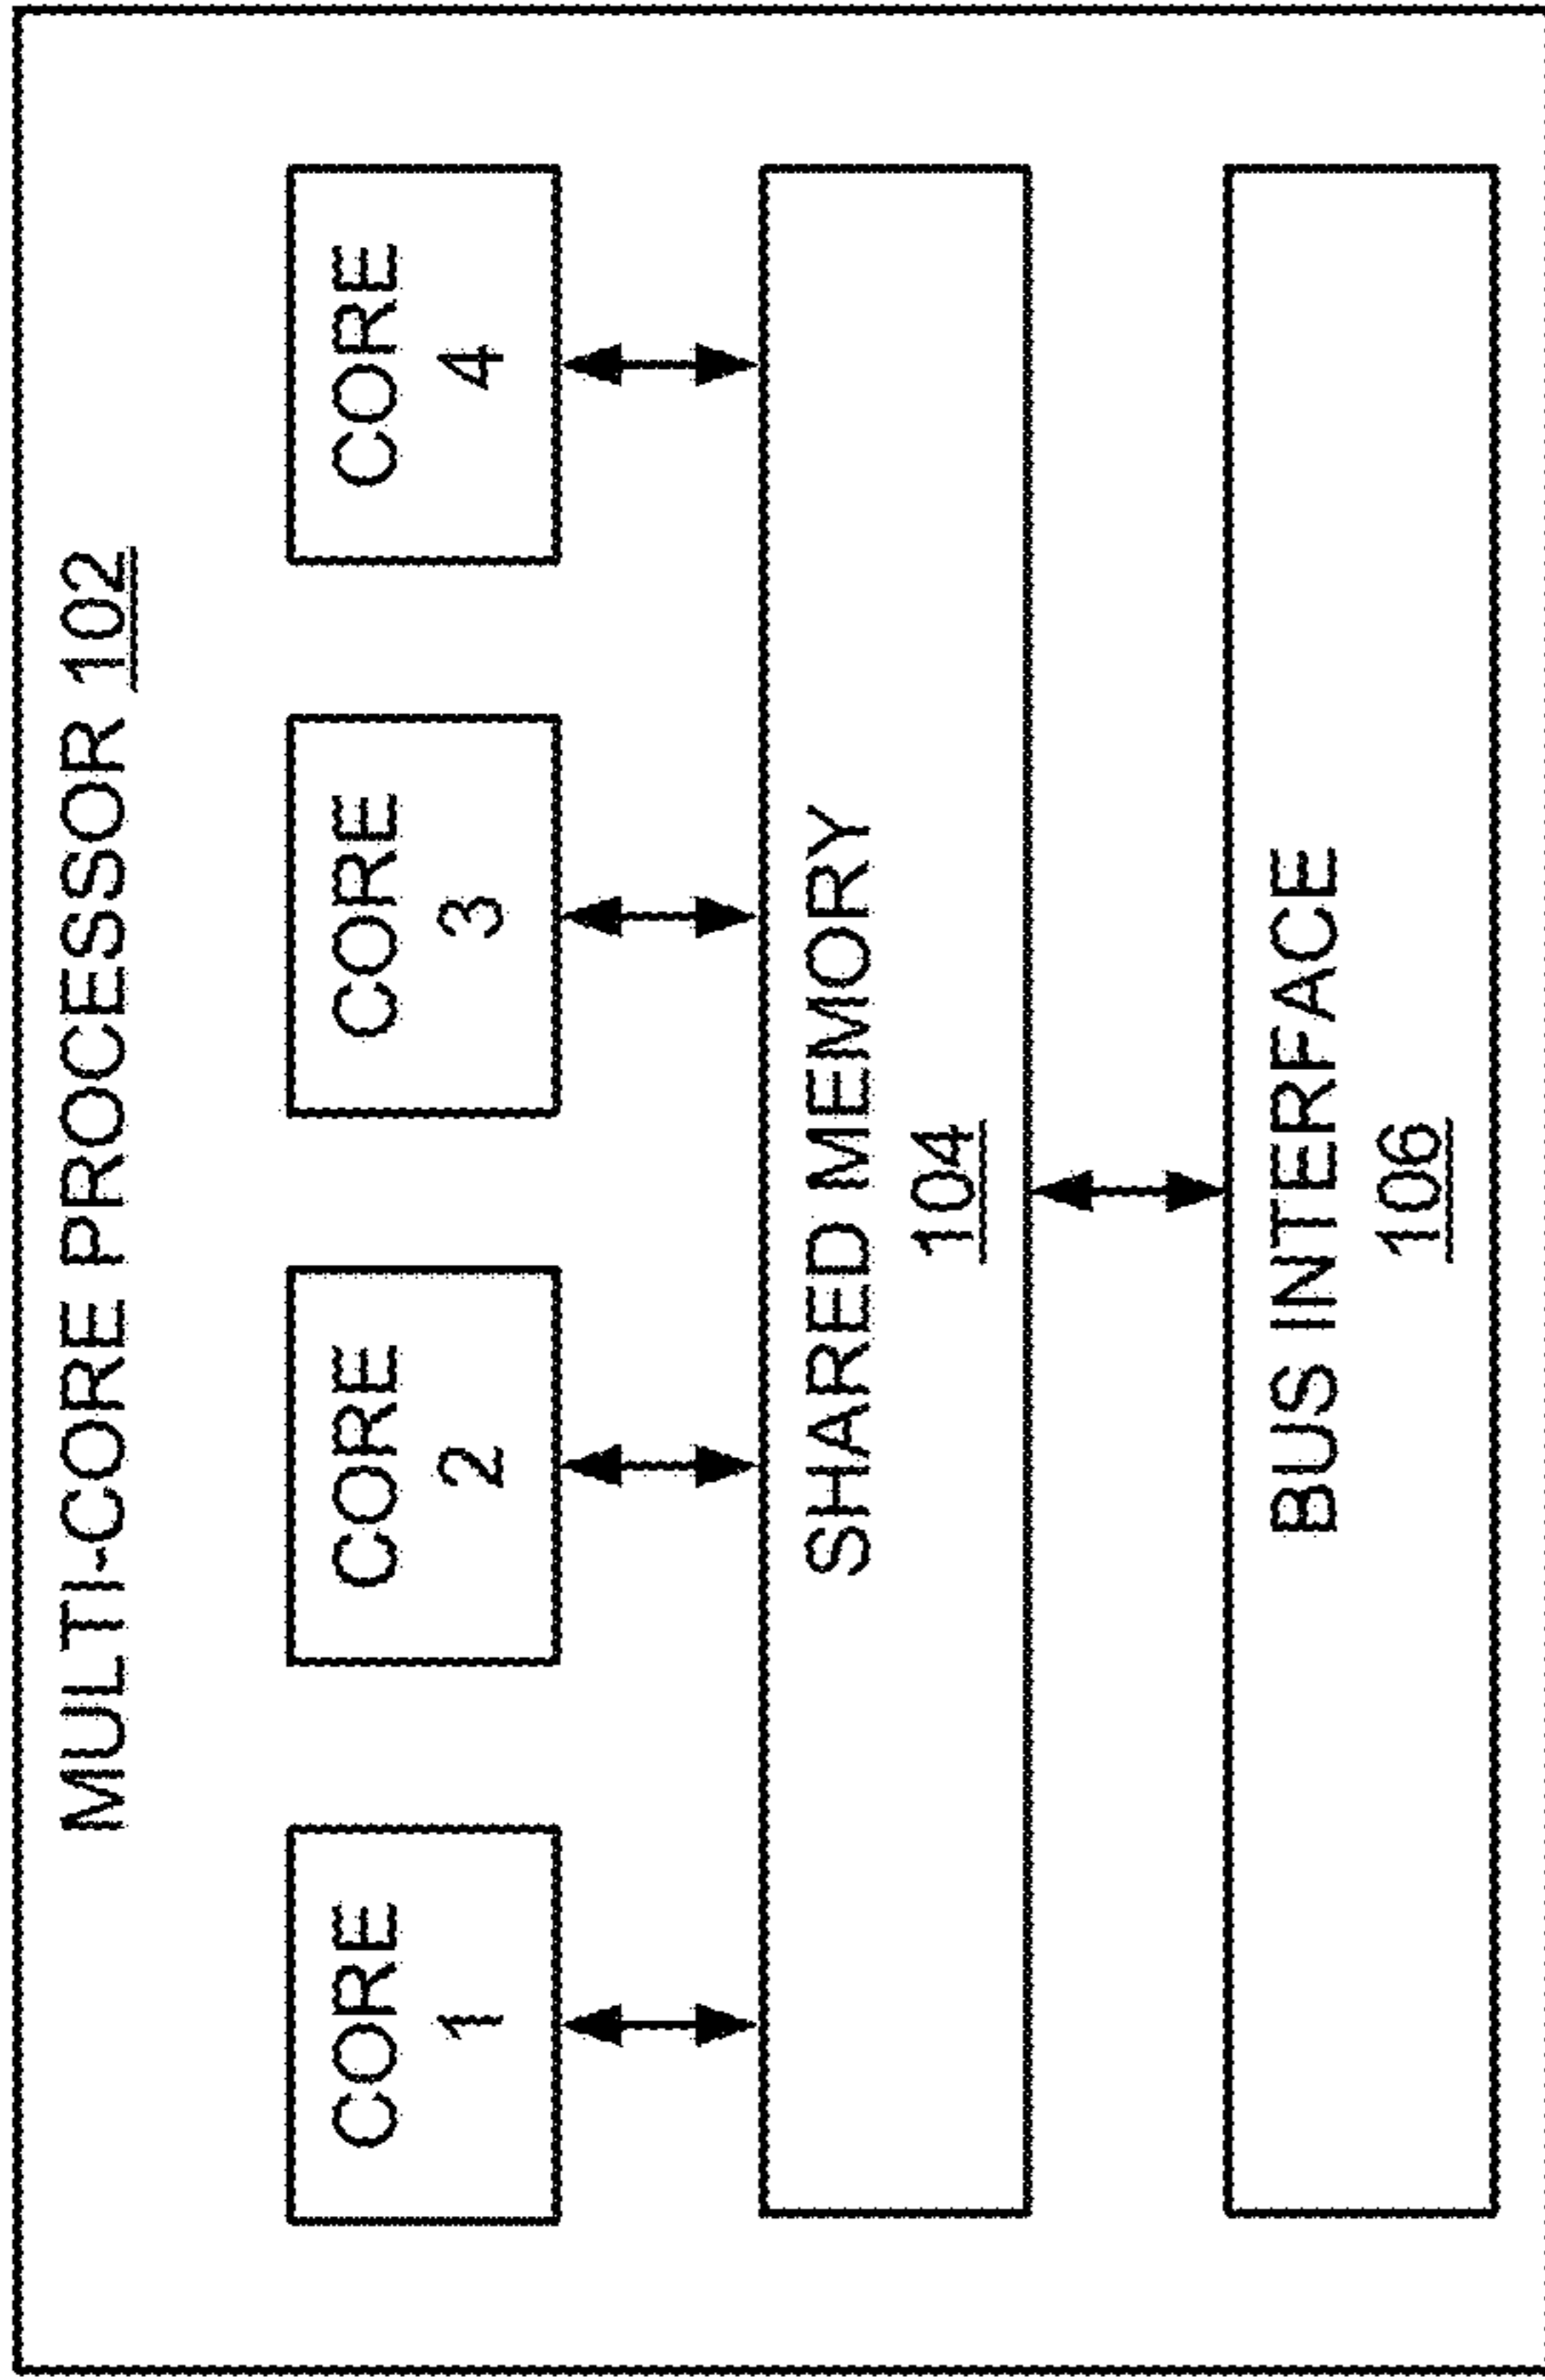 MULTI-CORE PROCESSOR 102
CORE
1
CORE
2
CORE
3
CORE
4
SHARED MEMORY
104
BUS INTERFACE
106